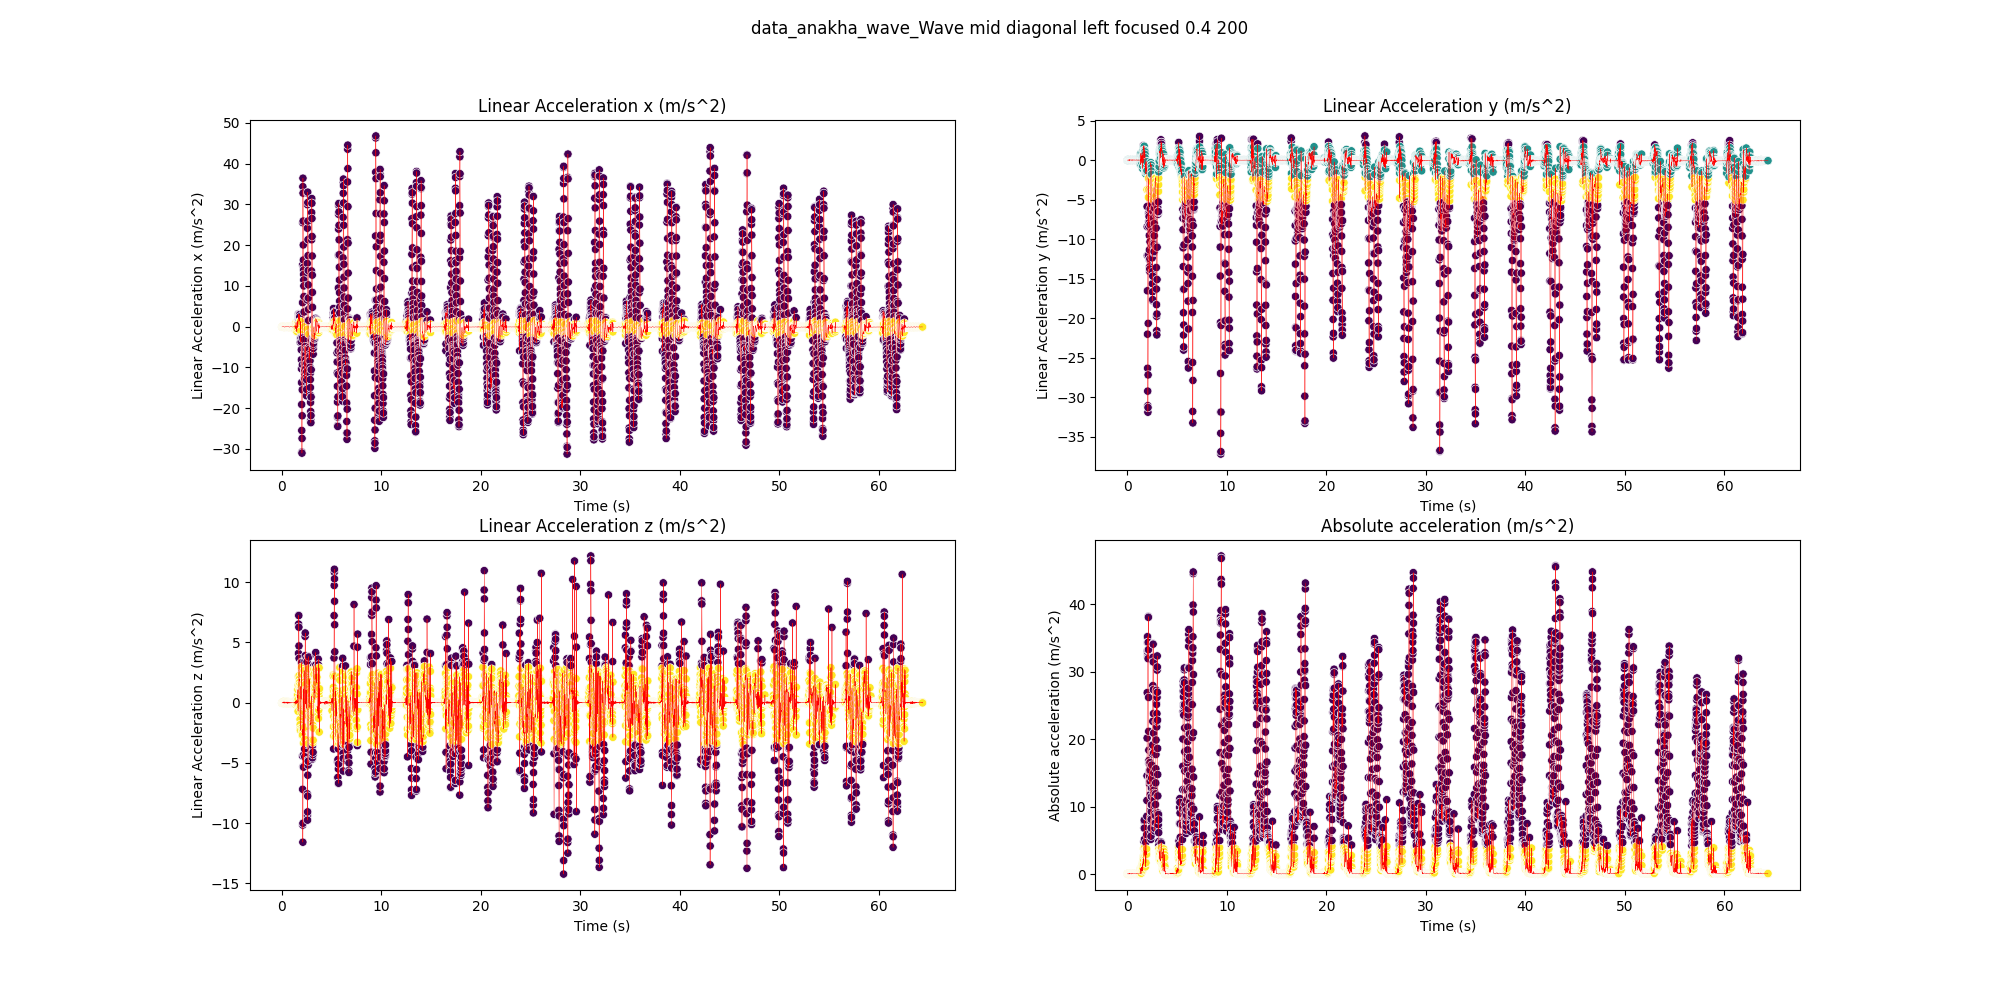 data_anakha_wave_Wave mid diagonal left focused 0.4 200
Linear Acceleration x (m/s^2)
Linear Acceleration x (m/s^2)
50
40
30
20
10
0
−10
−20
−30
0 10 20 30 40 50 60
Time (s)
Linear Acceleration y (m/s^2)
Linear Acceleration y (m/s^2)
5
0
−5
−10
−15
−20
−25
−30
−35
0 10 20 30 40 50 60
Time (s)
Linear Acceleration z (m/s^2)
Linear Acceleration z (m/s^2)
10
5
0
−5
−10
−15
0 10 20 30 40 50 60
Time (s)
Absolute acceleration (m/s^2)
Absolute acceleration (m/s^2)
40
30
20
10
0
0 10 20 30 40 50 60
Time (s)